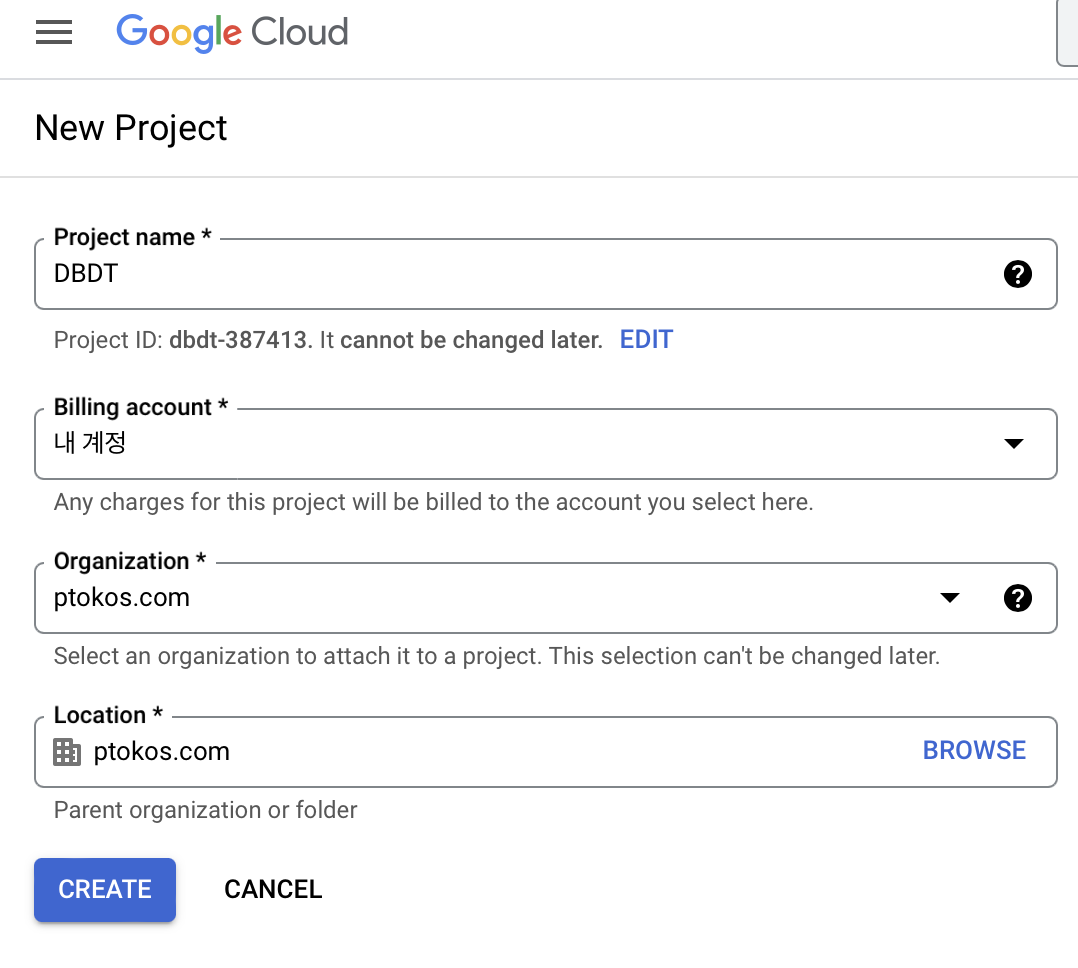 Google Cloud
New Project
Project name *
DBDT
Project ID: dbdt-387413. It cannot be changed later. EDIT
Billing account *
내 계정
Any charges for this project will be billed to the account you select here.
Organization *
ptokos.com
Select an organization to attach it to a project. This selection can't be changed later.
Location *
ptokos.com BROWSE
Parent organization or folder
CREATE CANCEL